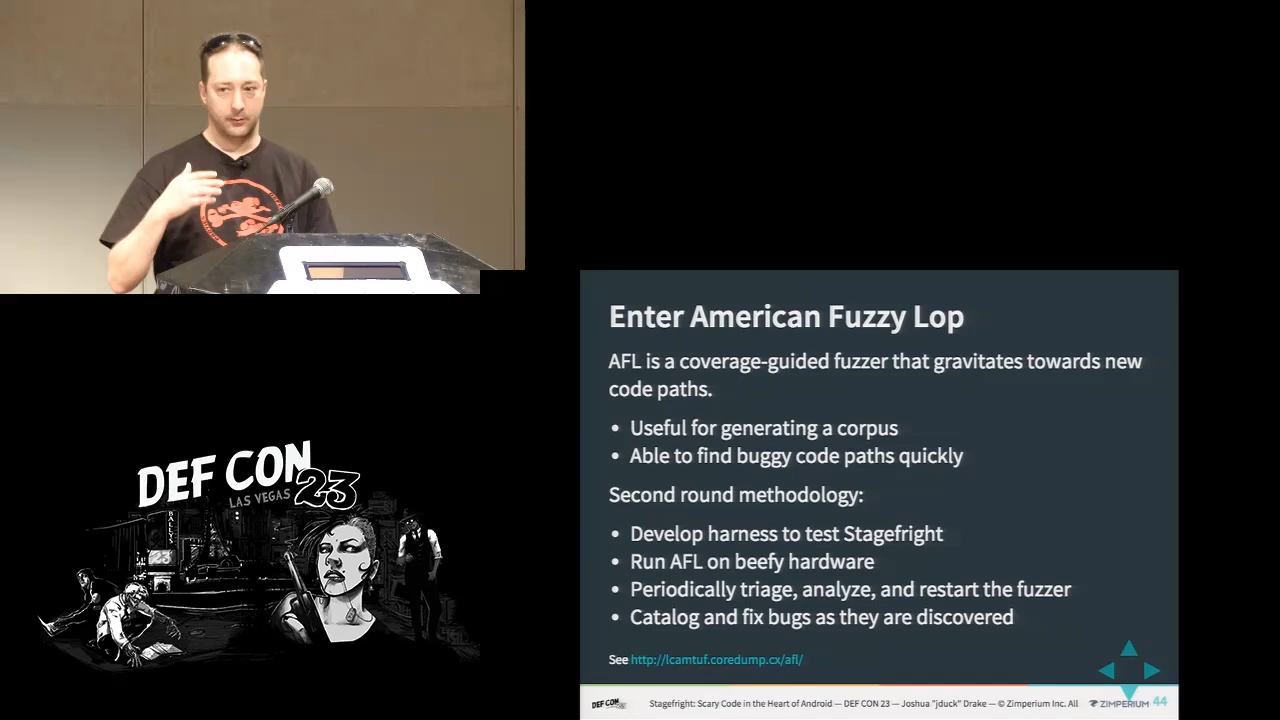 Enter American Fuzzy Lop
AFL is a coverage-guided fuzzer that gravitates towards new
code paths.
• Useful for generating a corpus
• Able to find buggy code paths quickly
Second round methodology:
• Develop harness to test Stagefright
• Run AFL on beefy hardware
• Periodically triage, analyze, and restart the fuzzer
• Catalog and fix bugs as they are discovered
See http://lcamtuf.coredump.cx/afl/
DEF CON
Stagefright: Scary Code in the Heart of Android — DEF CON 23 — Joshua "jduck" Drake — © Zimperium Inc. All
ZIMPERIUM
44
DEF CON
LAS VEGAS 23
BALLYS